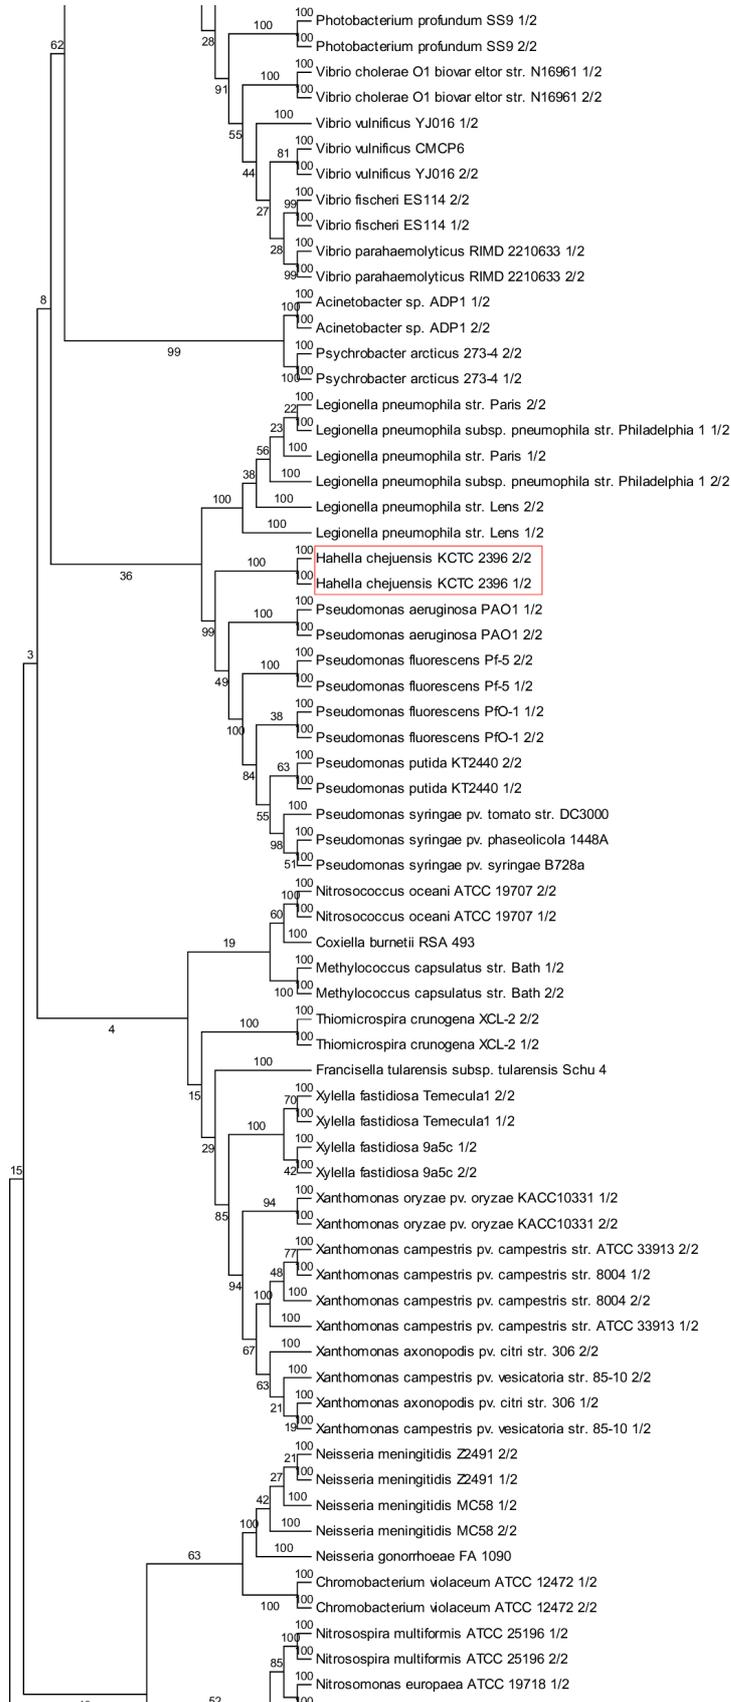 Photobacterium profundum SS9 1/2
Photobacterium profundum SS9 2/2
Vibrio cholerae O1 biovar eltor str. N16961 1/2
Vibrio cholerae O1 biovar eltor str. N16961 2/2
Vibrio vulnificus YJ016 1/2
Vibrio vulnificus CMCP6
Vibrio vulnificus YJ016 2/2
Vibrio fischeri ES114 2/2
Vibrio fischeri ES114 1/2
Vibrio parahaemolyticus RIMD 2210633 1/2
Vibrio parahaemolyticus RIMD 2210633 2/2
Acinetobacter sp. ADP1 1/2
Acinetobacter sp. ADP1 2/2
Psychrobacter arcticus 273-4 2/2
Psychrobacter arcticus 273-4 1/2
Legionella pneumophila str. Paris 2/2
Legionella pneumophila subsp. pneumophila str. Philadelphia 1 1/2
Legionella pneumophila str. Paris 1/2
Legionella pneumophila subsp. pneumophila str. Philadelphia 1 2/2
Legionella pneumophila str. Lens 2/2
Legionella pneumophila str. Lens 1/2
Hahella chejuensis KCTC 2396 2/2
Hahella chejuensis KCTC 2396 1/2
Pseudomonas aeruginosa PAO1 1/2
Pseudomonas aeruginosa PAO1 2/2
Pseudomonas fluorescens Pf-5 2/2
Pseudomonas fluorescens Pf-5 1/2
Pseudomonas fluorescens PfO-1 1/2
Pseudomonas fluorescens PfO-1 2/2
Pseudomonas putida KT2440 2/2
Pseudomonas putida KT2440 1/2
Pseudomonas syringae pv. tomato str. DC3000
Pseudomonas syringae pv. phaseolicola 1448A
Pseudomonas syringae pv. syringae B728a
Nitrosococcus oceani ATCC 19707 2/2
Nitrosococcus oceani ATCC 19707 1/2
Coxiella burnetii RSA 493
Methylococcus capsulatus str. Bath 1/2
Methylococcus capsulatus str. Bath 2/2
Thiomicrospira crunogena XCL-2 2/2
Thiomicrospira crunogena XCL-2 1/2
Francisella tularensis subsp. tularensis Schu 4
Xylella fastidiosa Temecula1 2/2
Xylella fastidiosa Temecula1 1/2
Xylella fastidiosa 9a5c 1/2
Xylella fastidiosa 9a5c 2/2
Xanthomonas oryzae pv. oryzae KACC10331 1/2
Xanthomonas oryzae pv. oryzae KACC10331 2/2
Xanthomonas campestris pv. campestris str. ATCC 33913 2/2
Xanthomonas campestris pv. campestris str. 8004 1/2
Xanthomonas campestris pv. campestris str. 8004 2/2
Xanthomonas campestris pv. campestris str. ATCC 33913 1/2
Xanthomonas axonopodis pv. citri str. 306 2/2
Xanthomonas campestris pv. vesicatoria str. 85-10 2/2
Xanthomonas axonopodis pv. citri str. 306 1/2
Xanthomonas campestris pv. vesicatoria str. 85-10 1/2
Neisseria meningitidis Z2491 2/2
Neisseria meningitidis Z2491 1/2
Neisseria meningitidis MC58 1/2
Neisseria meningitidis MC58 2/2
Neisseria gonorrhoeae FA 1090
Chromobacterium violaceum ATCC 12472 1/2
Chromobacterium violaceum ATCC 12472 2/2
Nitrosospira multiformis ATCC 25196 1/2
Nitrosospira multiformis ATCC 25196 2/2
Nitrosomonas europaea ATCC 19718 1/2